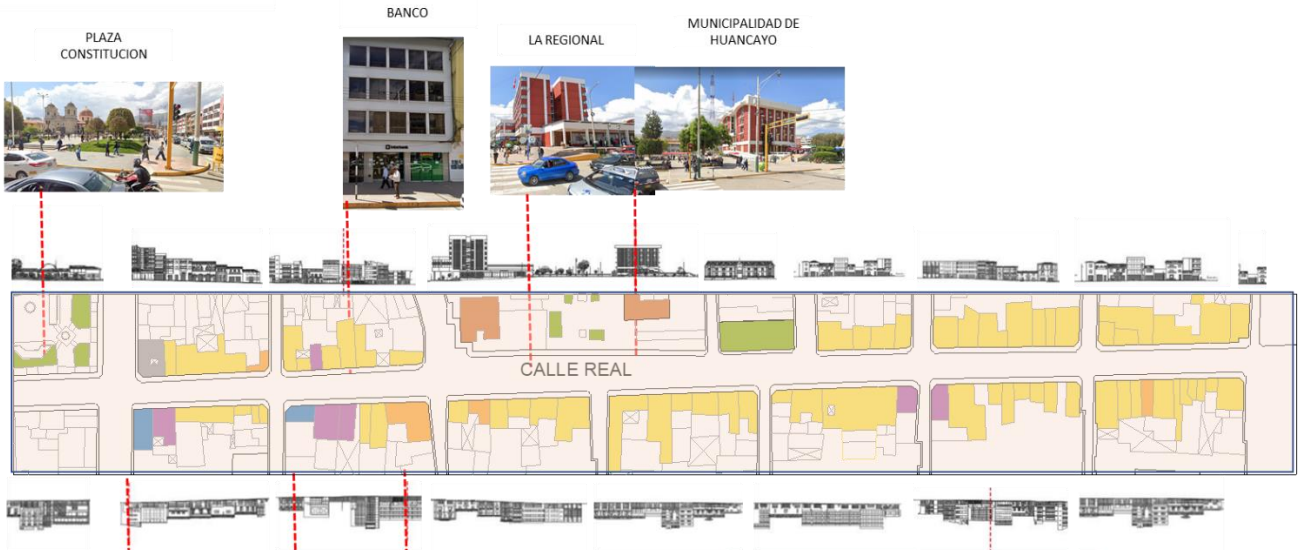 PLAZA
CONSTITUCION
BANCO
LA REGIONAL
MUNICIPALIDAD DE
HUANCAYO
CALLE REAL